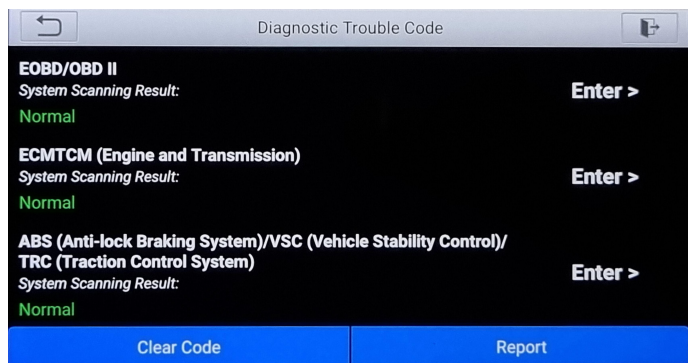 Diagnostic Trouble Code
EOBD/OBD II
System Scanning Result:
Enter >
Normal
ECMTCM (Engine and Transmission)
System Scanning Result:
Enter >
Normal
ABS (Anti-lock Braking System)/VSC (Vehicle Stability Control)/
TRC (Traction Control System)
Enter >
System Scanning Result:
Normal
Clear Code
Report